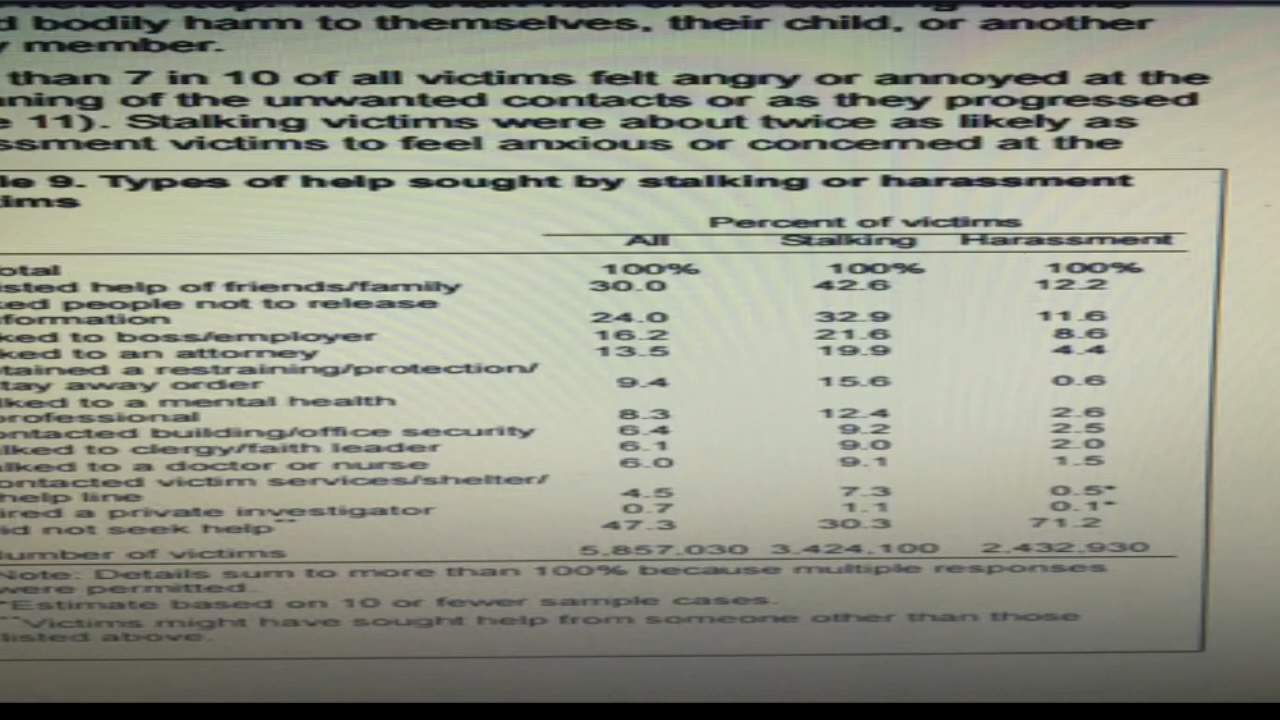 d bodily harm to themselves, their child, or another
member.
than 7 in 10 of all victims felt angry or annoyed at the
ning of the unwanted contacts or as they progressed
e 11). Stalking victims were about twice as likely as
ssment victims to feel anxious or concerned at the
le 9. Types of help sought by stalking or harassment
ims
Percent of victims
All Stalking Harassment
otal 100% 100% 100%
isted help of friends/family 30.0 42.6 12.2
ked people not to release
formation 24.0 32.9 11.6
ked to boss/employer 16.2 21.6 8.6
ked to an attorney 13.5 19.9 4.4
tained a restraining/protection/
tay away order 9.4 15.6 0.6
lked to a mental health
professional 8.3 12.4 2.6
ontacted building/office security 6.4 9.2 2.5
lked to clergy/faith leader 6.1 9.0 2.0
alked to a doctor or nurse 6.0 9.1 1.5
ontacted victim services/shelter/
help line 4.5 7.3 0.5*
ired a private investigator 0.7 1.1 0.1*
id not seek help** 47.3 30.3 71.2
Number of victims 5,857,030 3,424,100 2,432,930
Note: Details sum to more than 100% because multiple responses
were permitted.
*Estimate based on 10 or fewer sample cases.
**Victims might have sought help from someone other than those
listed above.